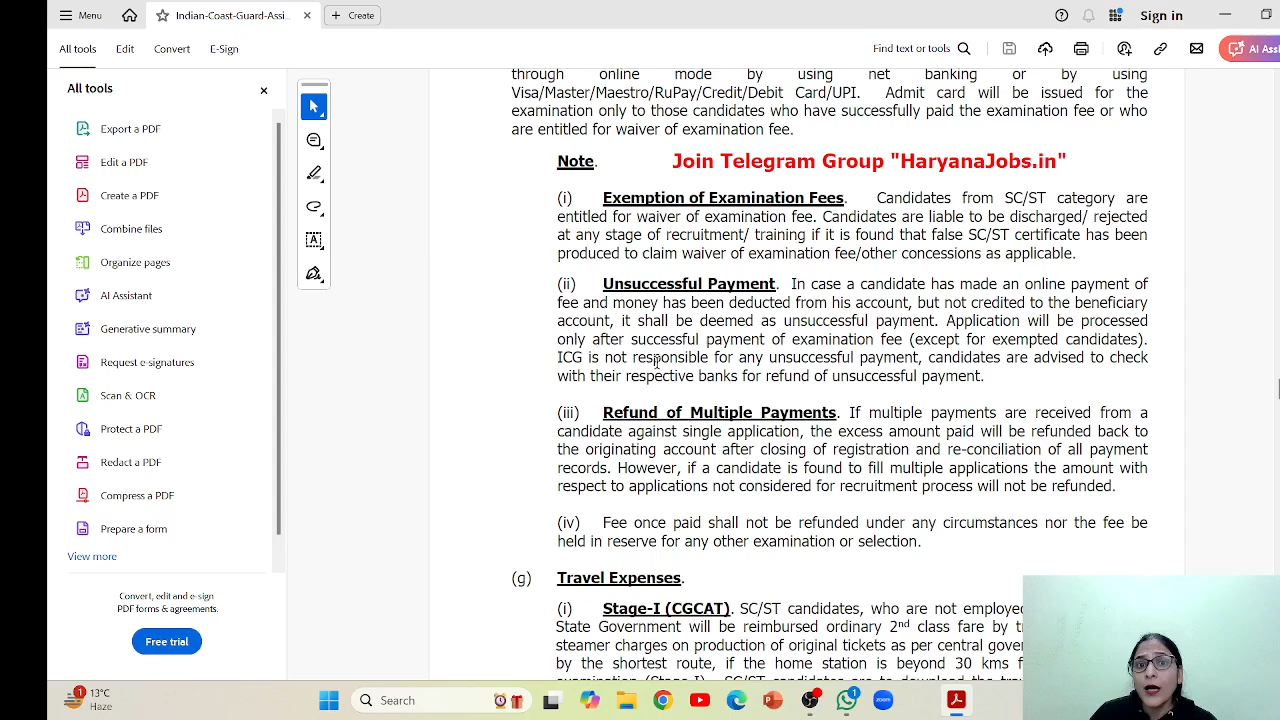 Menu
Indian-Coast-Guard-Assi...
Create
Sign in
All tools
Edit
Convert
E-Sign
Find text or tools
AI Assi
All tools
Export a PDF
Edit a PDF
Create a PDF
Combine files
Organize pages
AI Assistant
Generative summary
Request e-signatures
Scan & OCR
Protect a PDF
Redact a PDF
Compress a PDF
Prepare a form
View more
Convert, edit and e-sign
PDF forms & agreements.
Free trial
through online mode by using net banking or by using
Visa/Master/Maestro/RuPay/Credit/Debit Card/UPI. Admit card will be issued for the
examination only to those candidates who have successfully paid the examination fee or who
are entitled for waiver of examination fee.
Note. Join Telegram Group "HaryanaJobs.in"
(i) Exemption of Examination Fees. Candidates from SC/ST category are
entitled for waiver of examination fee. Candidates are liable to be discharged/ rejected
at any stage of recruitment/ training if it is found that false SC/ST certificate has been
produced to claim waiver of examination fee/other concessions as applicable.
(ii) Unsuccessful Payment. In case a candidate has made an online payment of
fee and money has been deducted from his account, but not credited to the beneficiary
account, it shall be deemed as unsuccessful payment. Application will be processed
only after successful payment of examination fee (except for exempted candidates).
ICG is not responsible for any unsuccessful payment, candidates are advised to check
with their respective banks for refund of unsuccessful payment.
(iii) Refund of Multiple Payments. If multiple payments are received from a
candidate against single application, the excess amount paid will be refunded back to
the originating account after closing of registration and re-conciliation of all payment
records. However, if a candidate is found to fill multiple applications the amount with
respect to applications not considered for recruitment process will not be refunded.
(iv) Fee once paid shall not be refunded under any circumstances nor the fee be
held in reserve for any other examination or selection.
(g) Travel Expenses.
(i) Stage-I (CGCAT). SC/ST candidates, who are not employed
State Government will be reimbursed ordinary 2nd class fare by
steamer charges on production of original tickets as per central
by the shortest route, if the home station is beyond 30 kms
examination (Stage-I). SC/ST candidates are to download the
1
13°C
Haze
Search
1
zoom